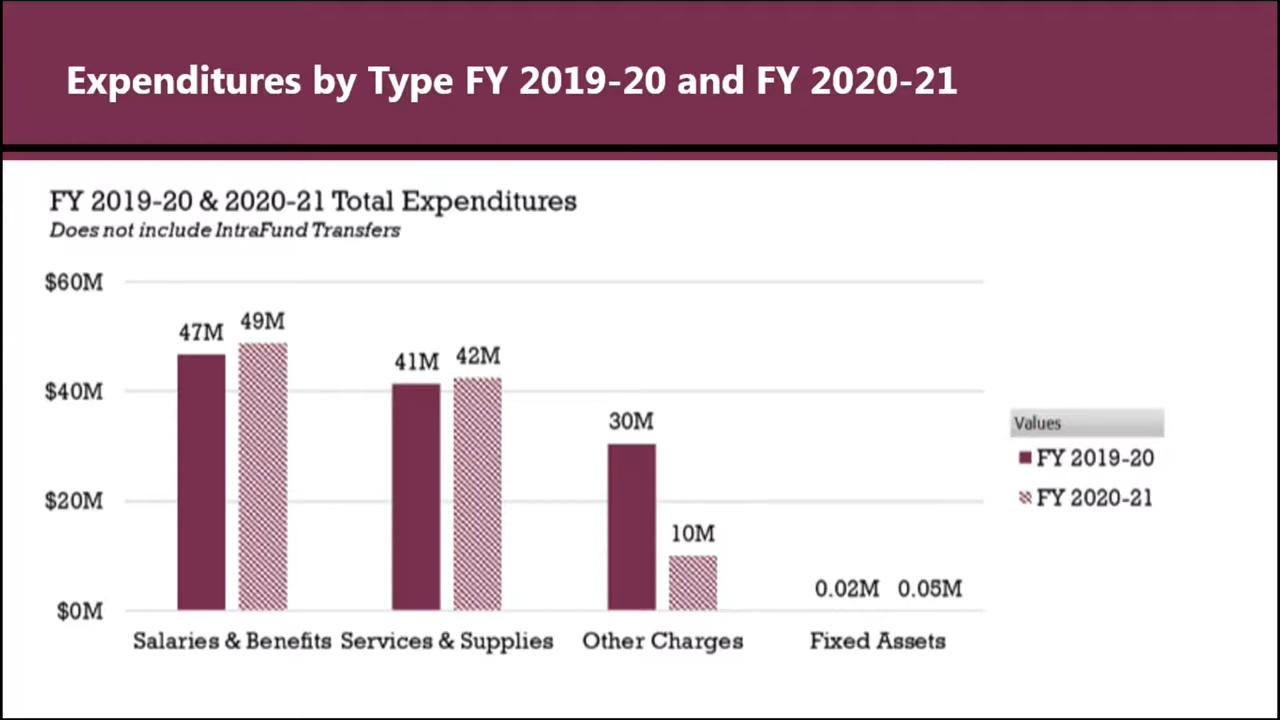 Expenditures by Type FY 2019-20 and FY 2020-21
FY 2019-20 & 2020-21 Total Expenditures
Does not include IntraFund Transfers
$60M
$40M
$20M
$0M
47M
49M
41M
42M
30M
10M
0.02M
0.05M
Salaries & Benefits
Services & Supplies
Other Charges
Fixed Assets
Values
FY 2019-20
FY 2020-21